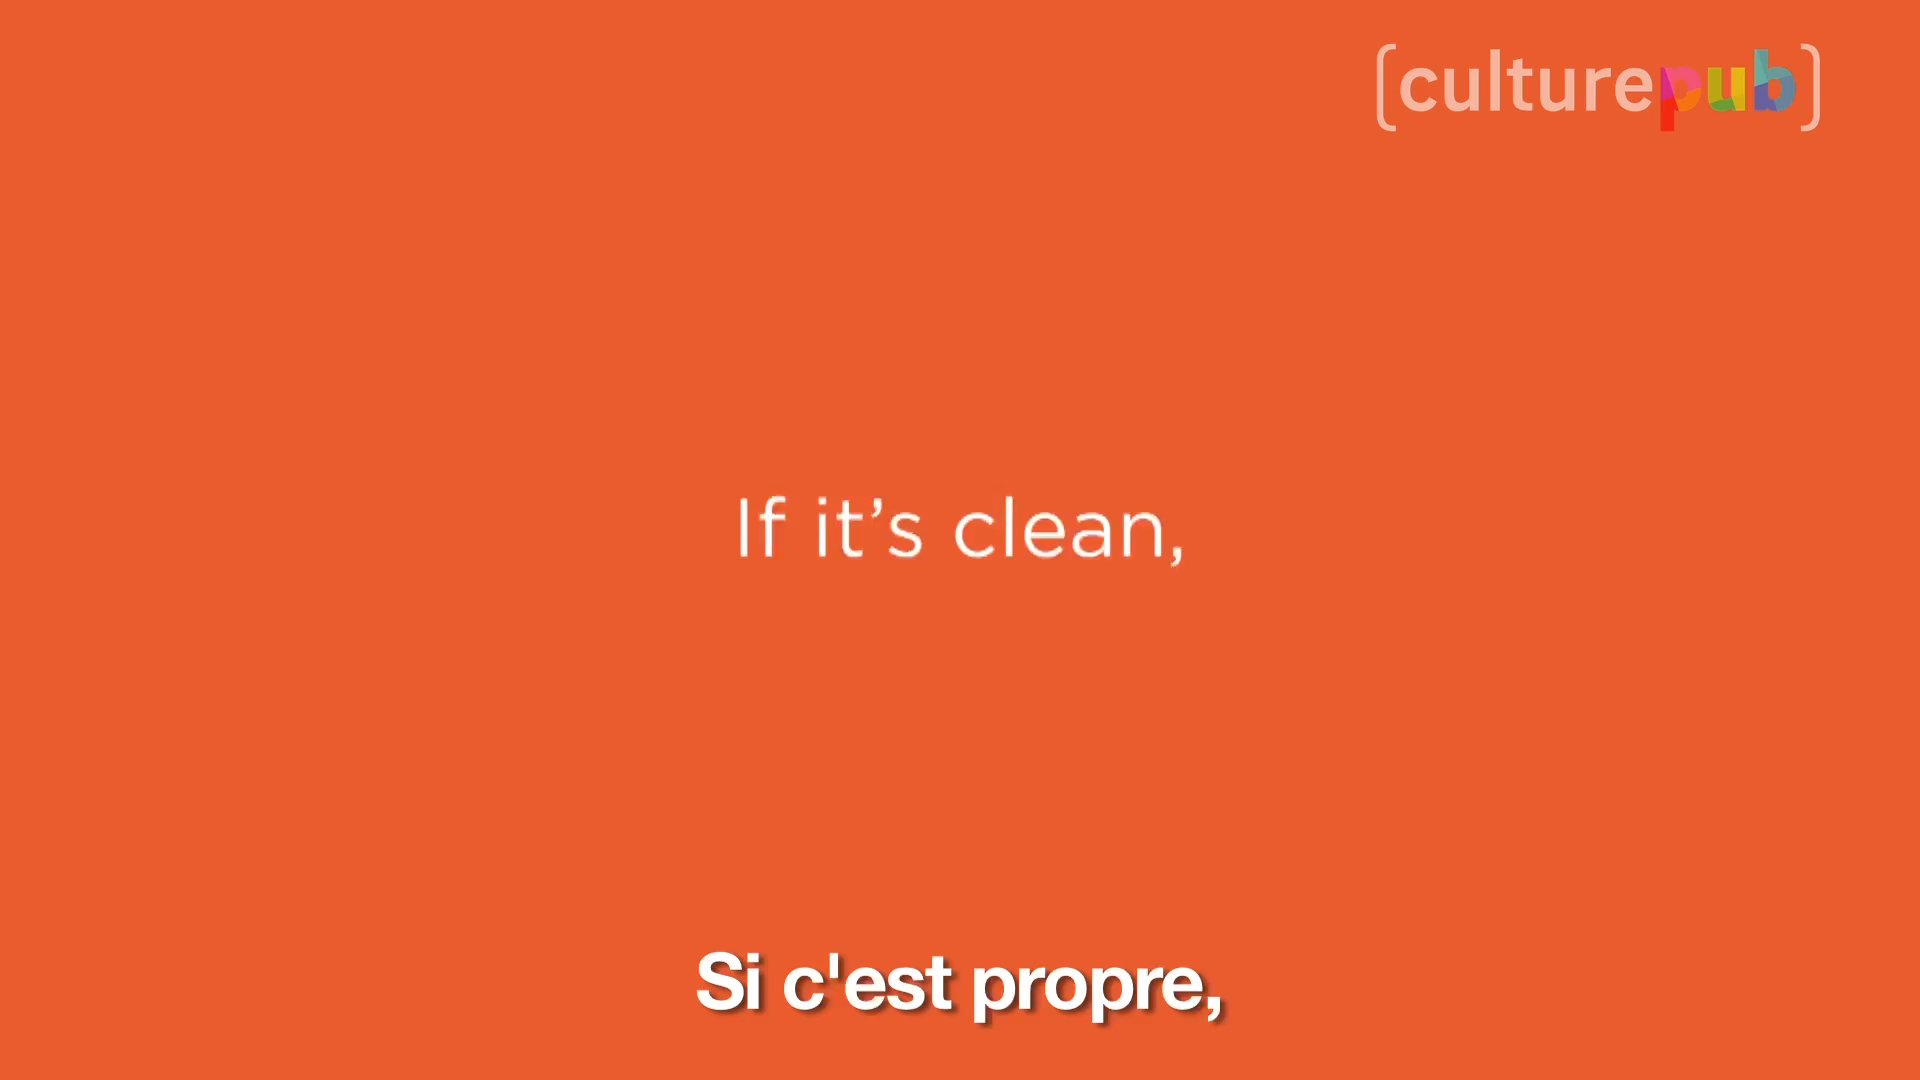 (culturepub)
If it’s clean,
Si c'est propre,